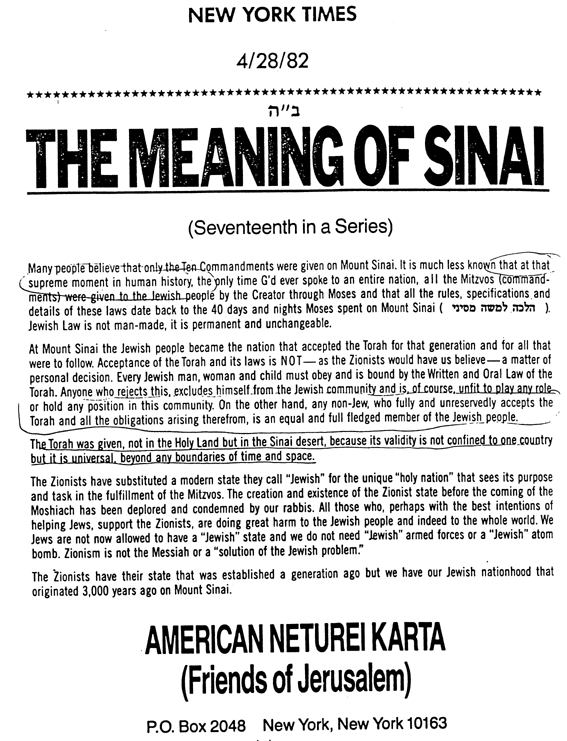 NEW YORK TIMES
4/28/82
************************************************************************
ב״ה
THE MEANING OF SINAI
(Seventeenth in a Series)
Many people believe that only the Ten Commandments were given on Mount Sinai. It is much less known that at that
supreme moment in human history, the only time G'd ever spoke to an entire nation, all the Mitzvos (command-
ments) were given to the Jewish people by the Creator through Moses and that all the rules, specifications and
details of these laws date back to the 40 days and nights Moses spent on Mount Sinai ( הלכה למשה מסיני ).
Jewish Law is not man-made, it is permanent and unchangeable.
At Mount Sinai the Jewish people became the nation that accepted the Torah for that generation and for all that
were to follow. Acceptance of the Torah and its laws is NOT—as the Zionists would have us believe—a matter of
personal decision. Every Jewish man, woman and child must obey and is bound by the Written and Oral Law of the
Torah. Anyone who rejects this, excludes himself from the Jewish community and is, of course, unfit to play any role
or hold any position in this community. On the other hand, any non-Jew, who fully and unreservedly accepts the
Torah and all the obligations arising therefrom, is an equal and full fledged member of the Jewish people.
The Torah was given, not in the Holy Land but in the Sinai desert, because its validity is not confined to one country
but it is universal, beyond any boundaries of time and space.
The Zionists have substituted a modern state they call "Jewish" for the unique "holy nation" that sees its purpose
and task in the fulfillment of the Mitzvos. The creation and existence of the Zionist state before the coming of the
Moshiach has been deplored and condemned by our rabbis. All those who, perhaps with the best intentions of
helping Jews, support the Zionists, are doing great harm to the Jewish people and indeed to the whole world. We
Jews are not now allowed to have a "Jewish" state and we do not need "Jewish" armed forces or a "Jewish" atom
bomb. Zionism is not the Messiah or a "solution of the Jewish problem."
The Zionists have their state that was established a generation ago but we have our Jewish nationhood that
originated 3,000 years ago on Mount Sinai.
AMERICAN NETUREI KARTA
(Friends of Jerusalem)
P.O. Box 2048 New York, New York 10163